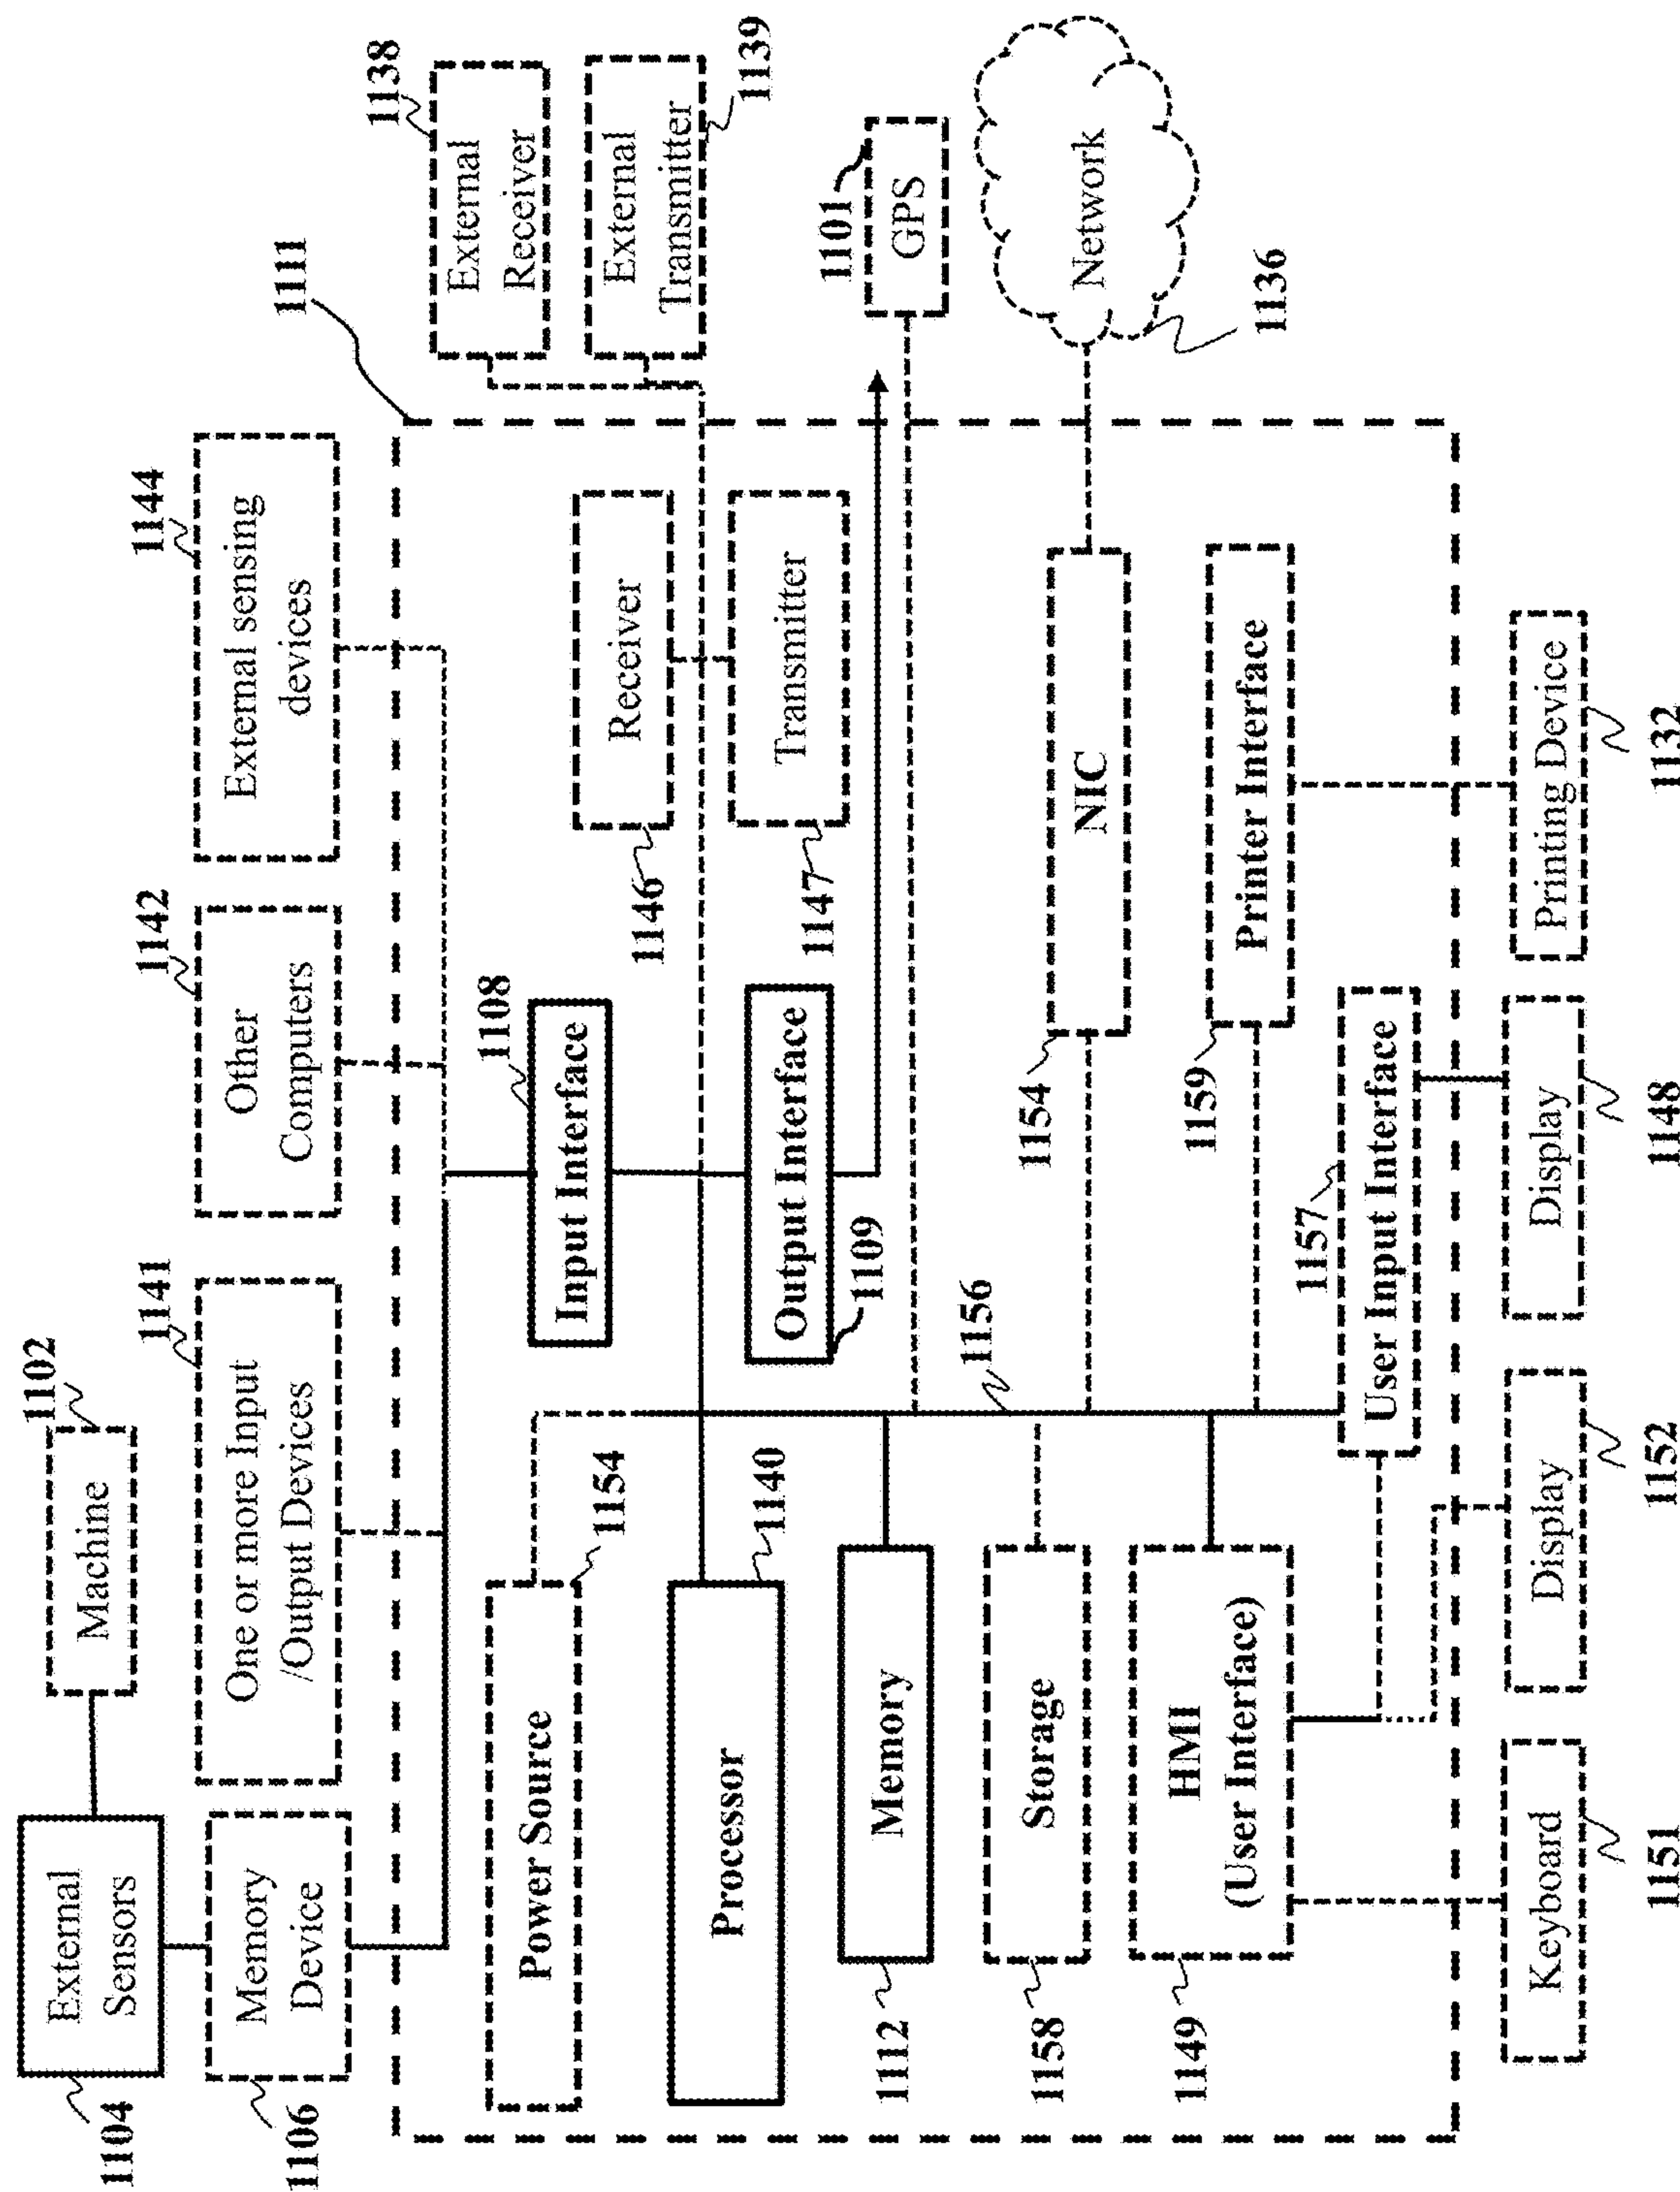 1102
Machine
External
Sensors
1104
1141
One or more Input
/Output Devices
1142
Other
Computers
1144
External sensing
devices
Memory
Device
1106
1111
1138
External
Receiver
External
Transmitter
1139
1108
Input Interface
Receiver
1146
Transmitter
1147
Output Interface
1109
1101
GPS
Network
1136
Power Source
1154
Processor
1140
1156
Memory
1112
Storage
1158
HMI
(User Interface)
1149
NIC
1154
Printer Interface
1159
1157
User Input Interface
Keyboard
1151
Display
1152
Display
1148
Printing Device
1132